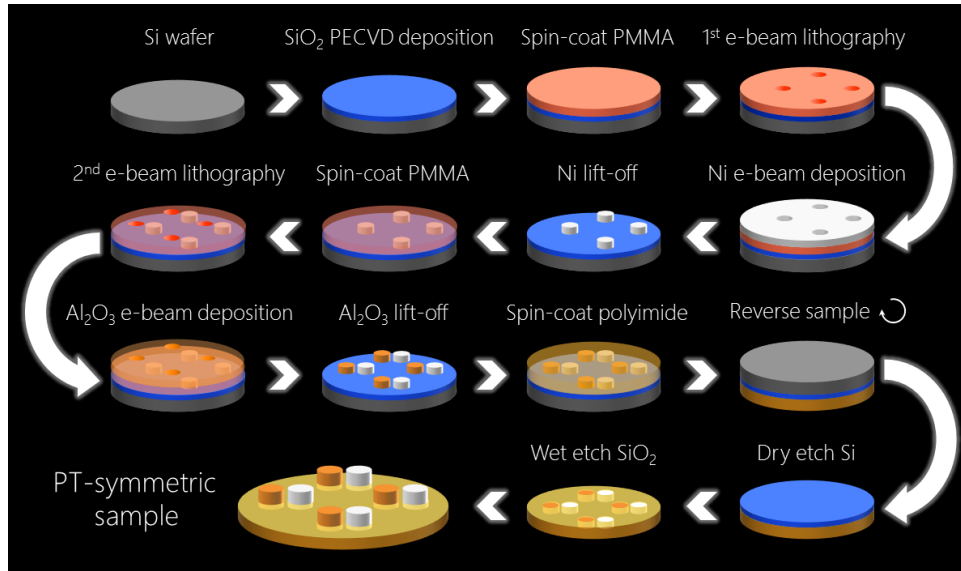 Si wafer
SiO₂ PECVD deposition
Spin-coat PMMA
1ˢᵗ e-beam lithography
2ⁿᵈ e-beam lithography
Spin-coat PMMA
Ni lift-off
Ni e-beam deposition
Al₂O₃ e-beam deposition
Al₂O₃ lift-off
Spin-coat polyimide
Reverse sample
PT-symmetric
sample
Wet etch SiO₂
Dry etch Si